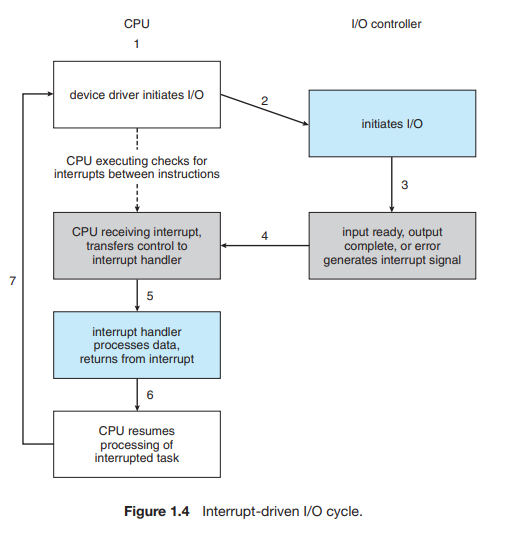 CPU
I/O controller
1
device driver initiates I/O
2
initiates I/O
CPU executing checks for
interrupts between instructions
3
CPU receiving interrupt,
transfers control to
interrupt handler
4
input ready, output
complete, or error
generates interrupt signal
7
5
interrupt handler
processes data,
returns from interrupt
6
CPU resumes
processing of
interrupted task
Figure 1.4 Interrupt-driven I/O cycle.